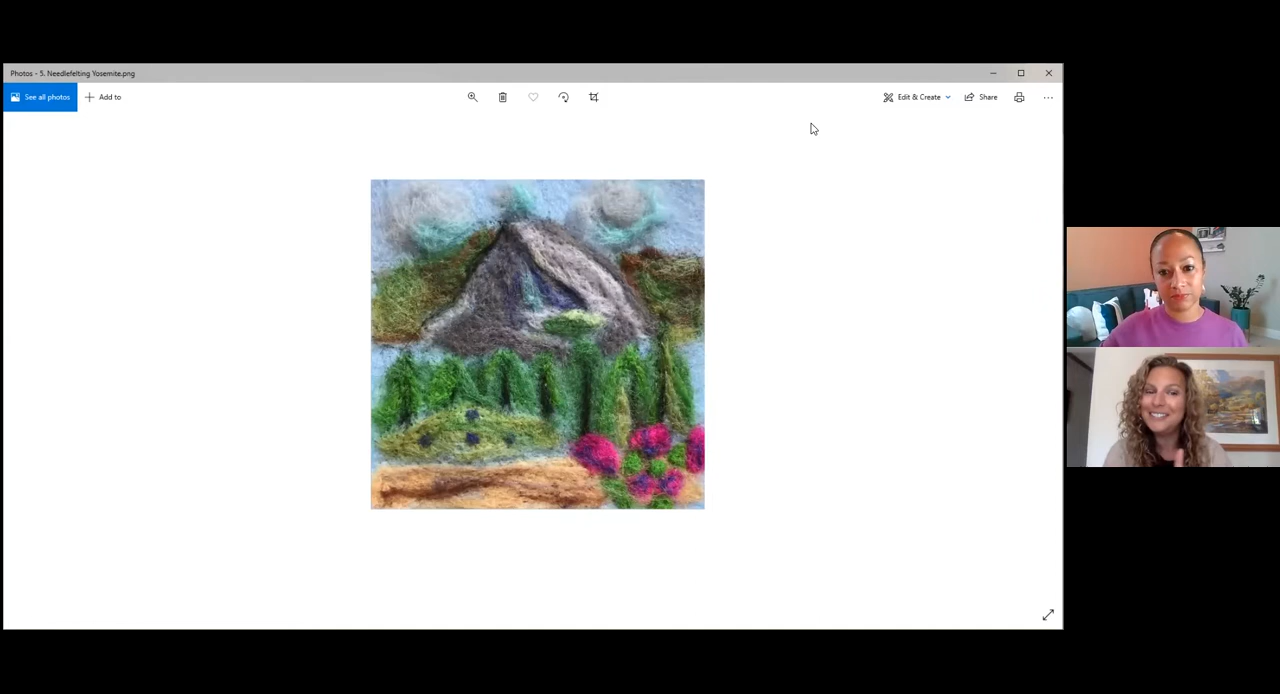 Photos - 5. Needlefelting Yosemite.png
See all photos
Add to
Edit & Create
Share